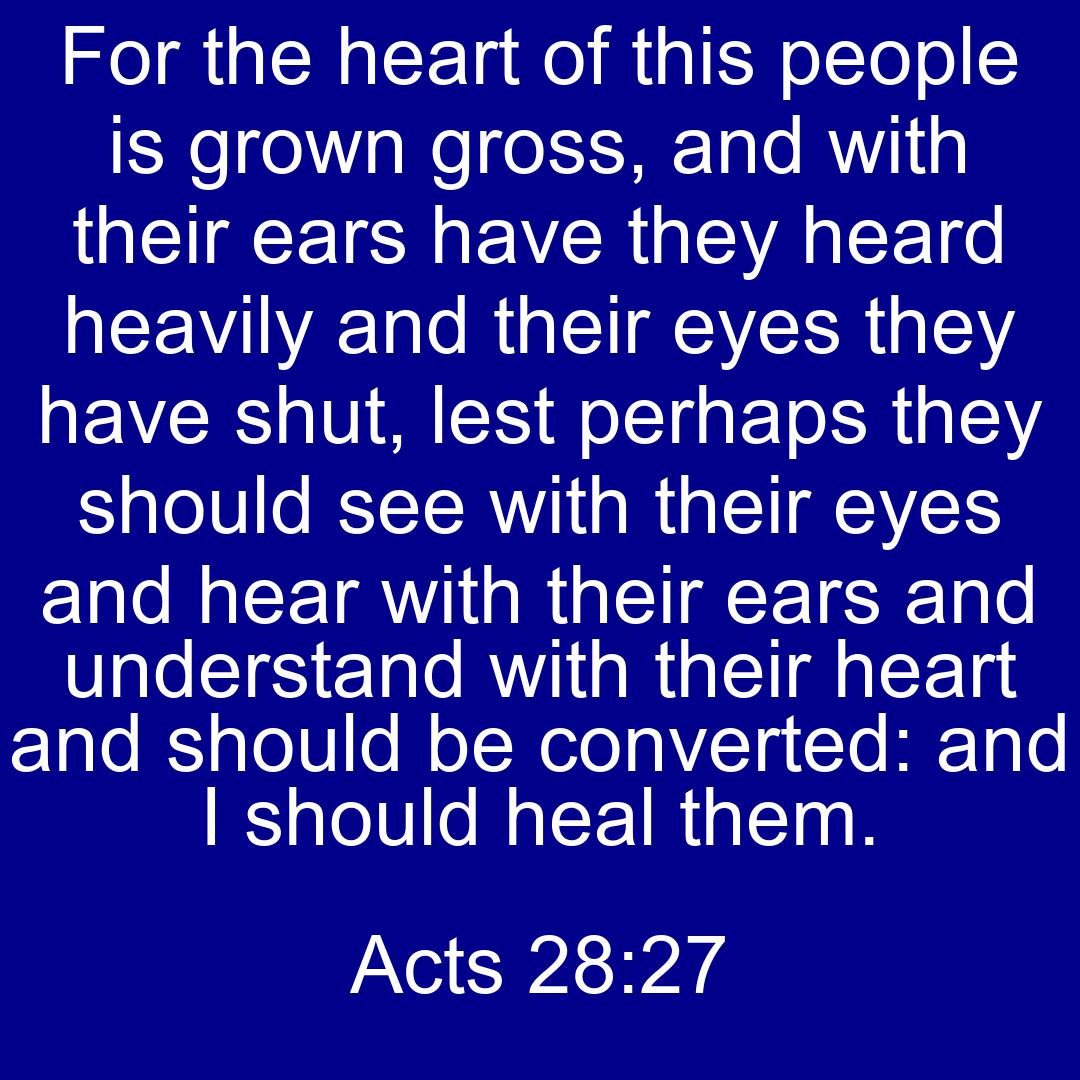 For the heart of this people
is grown gross, and with
their ears have they heard
heavily and their eyes they
have shut, lest perhaps they
should see with their eyes
and hear with their ears and
understand with their heart
and should be converted: and
I should heal them.
Acts 28:27